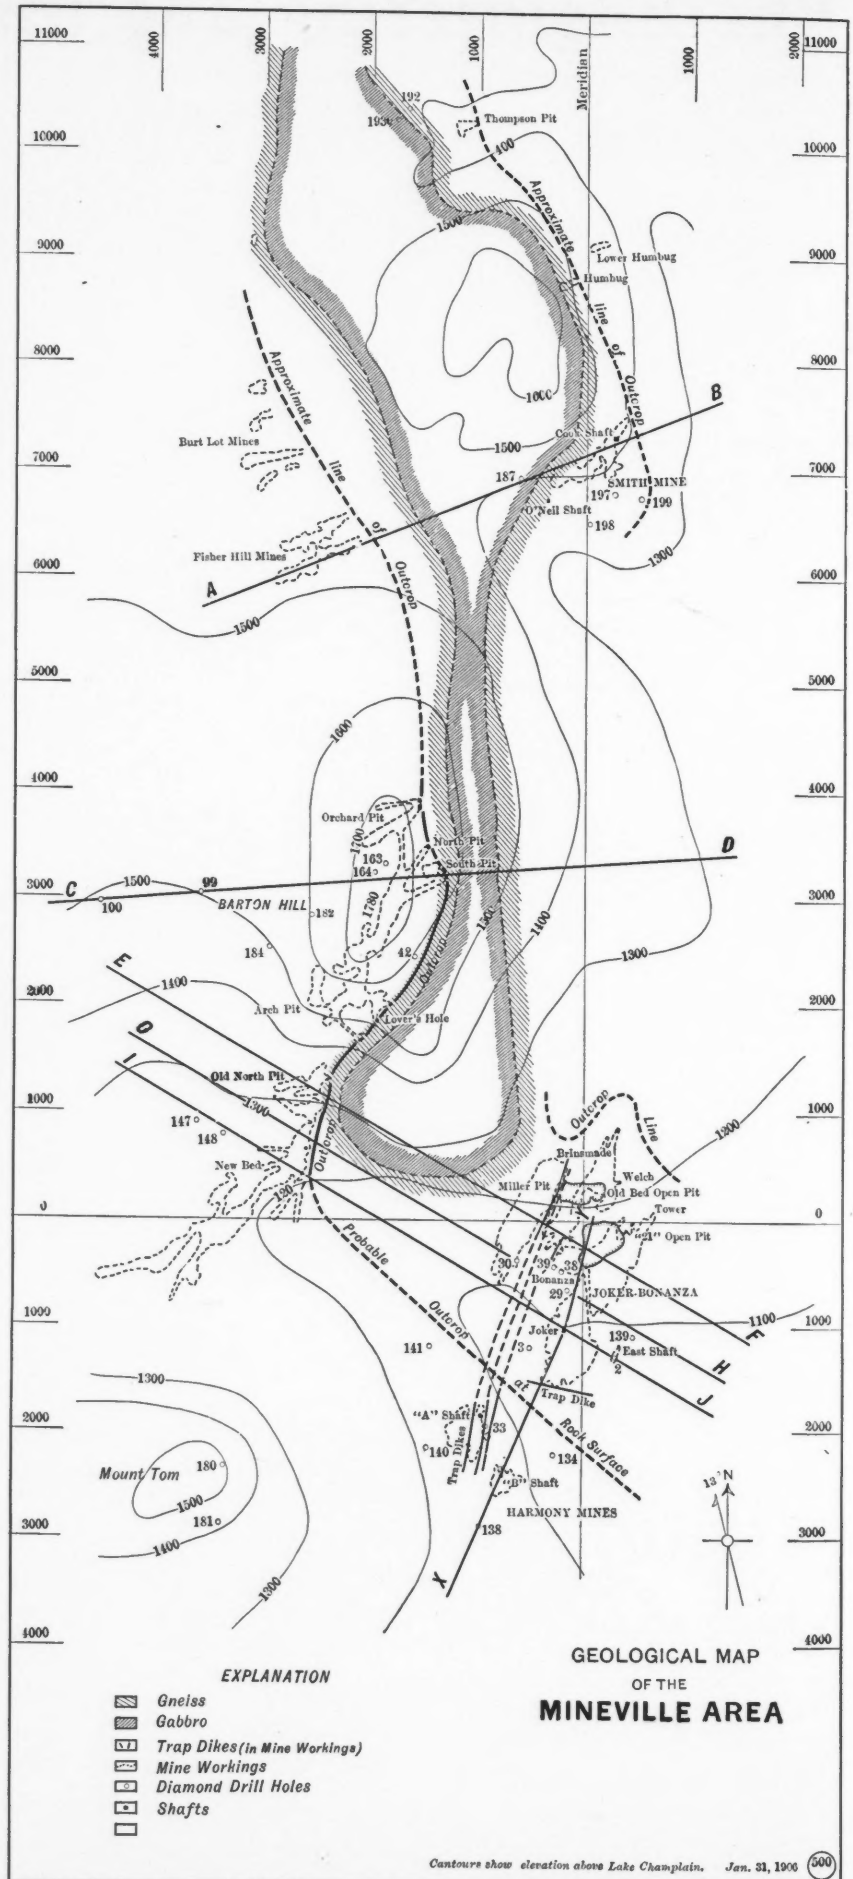 4000
3000
2000
1000
Meridian
1000
2000
11000
11000
192
193
Thompson Pit
400
10000
10000
1500
Approximate
9000
9000
Lower Humbug
Humbug
line
of
Outcrop
Approximate
line
of
Outcrop
8000
8000
1600
B
1500
Cook Shaft
Burt Lot Mines
7000
7000
187
SMITH MINE
197
199
O'Neil Shaft
198
Fisher Hill Mines
1300
6000
6000
A
1500
5000
5000
1600
4000
4000
Orchard Pit
1700
North Pit
163
South Pit
164
D
3000
3000
C
1500
99
100
BARTON HILL
182
1780
1500
1400
184
42
Outcrop
1300
E
1400
2000
2000
Arch Pit
Lover's Hole
O
I
Old North Pit
1000
1000
1300
147
148
Outcrop
Outcrop
Line
1200
Brinsmade
New Bed
120
Miller Pit
Welch
Old Bed Open Pit
Tower
0
0
"21" Open Pit
Probable
30
39
38
Bonanza
29
JOKER-BONANZA
1000
1000
1100
Outcrop
Joker
141
3
139
East Shaft
2
F
H
J
1300
at
Trap Dike
2000
2000
"A" Shaft
33
Rock Surface
140
Trap Dikes
134
Mount Tom
180
1500
"B" Shaft
13°N
181
HARMONY MINES
138
3000
3000
1400
1300
X
4000
4000
GEOLOGICAL MAP
OF THE
MINEVILLE AREA
EXPLANATION
Gneiss
Gabbro
Trap Dikes (in Mine Workings)
Mine Workings
Diamond Drill Holes
Shafts
Cantours show elevation above Lake Champlain. Jan. 31, 1906 500